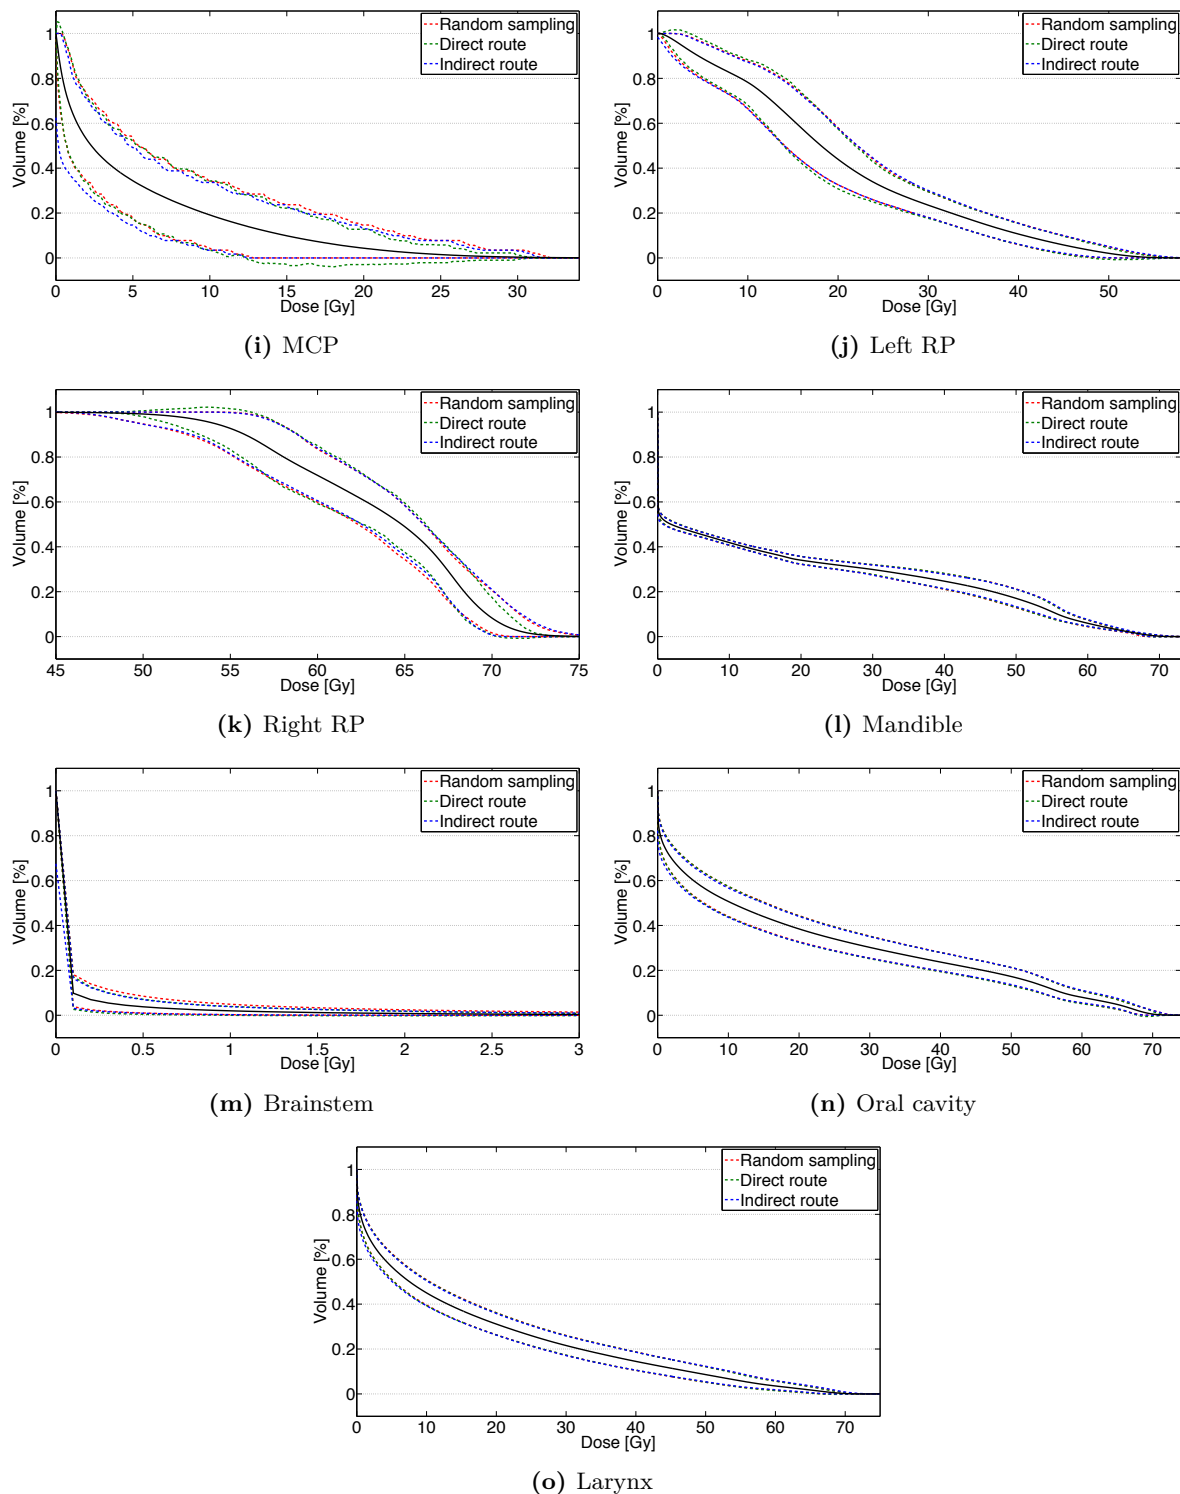 Random sampling
Direct route
Indirect route
Volume [%]
1
0.8
0.6
0.4
0.2
0
0 5 10 15 20 25 30
Dose [Gy]
(i) MCP
Random sampling
Direct route
Indirect route
Volume [%]
1
0.8
0.6
0.4
0.2
0
0 10 20 30 40 50
Dose [Gy]
(j) Left RP
Random sampling
Direct route
Indirect route
Volume [%]
1
0.8
0.6
0.4
0.2
0
45 50 55 60 65 70 75
Dose [Gy]
(k) Right RP
Random sampling
Direct route
Indirect route
Volume [%]
1
0.8
0.6
0.4
0.2
0
0 10 20 30 40 50 60 70
Dose [Gy]
(l) Mandible
Random sampling
Direct route
Indirect route
Volume [%]
1
0.8
0.6
0.4
0.2
0
0 0.5 1 1.5 2 2.5 3
Dose [Gy]
(m) Brainstem
Random sampling
Direct route
Indirect route
Volume [%]
1
0.8
0.6
0.4
0.2
0
0 10 20 30 40 50 60 70
Dose [Gy]
(n) Oral cavity
Random sampling
Direct route
Indirect route
Volume [%]
1
0.8
0.6
0.4
0.2
0
0 10 20 30 40 50 60 70
Dose [Gy]
(o) Larynx